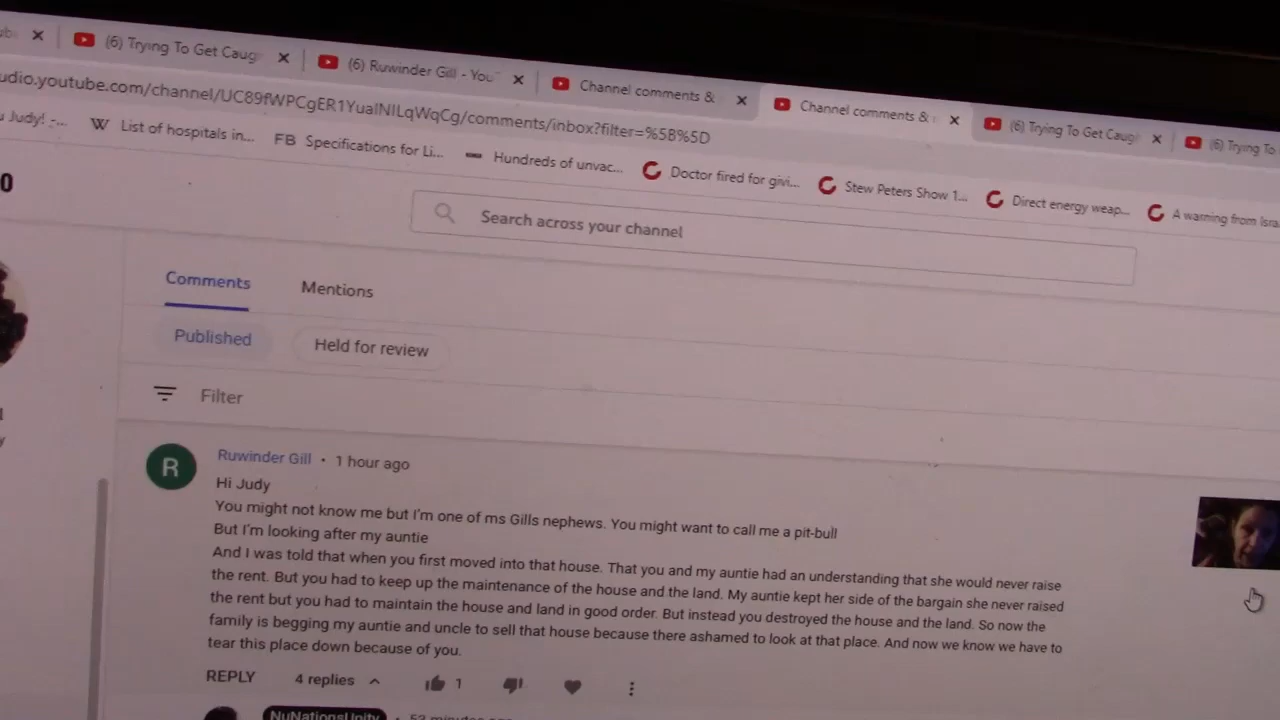 (6) Trying To Get Caug
(6) Ruwinder Gill - You
Channel comments &
Channel comments &
(6) Trying To Get Caug
(6) Trying To
udio.youtube.com/channel/UC89fWPCgER1YuaINILqWqCg/comments/inbox?filter=%5B%5D
u Judy! -...
W List of hospitals in...
FB Specifications for Li...
Hundreds of unvac...
Doctor fired for givi...
Stew Peters Show 1...
Direct energy weap...
A warning from Isra
0
Search across your channel
Comments
Mentions
Published
Held for review
Filter
R
Ruwinder Gill • 1 hour ago
Hi Judy
You might not know me but I'm one of ms Gills nephews. You might want to call me a pit-bull
But I'm looking after my auntie
And I was told that when you first moved into that house. That you and my auntie had an understanding that she would never raise
the rent. But you had to keep up the maintenance of the house and the land. My auntie kept her side of the bargain she never raised
the rent but you had to maintain the house and land in good order. But instead you destroyed the house and the land. So now the
family is begging my auntie and uncle to sell that house because there ashamed to look at that place. And now we know we have to
tear this place down because of you.
REPLY
4 replies
1
NuNationsUnity • 52 minutes ago